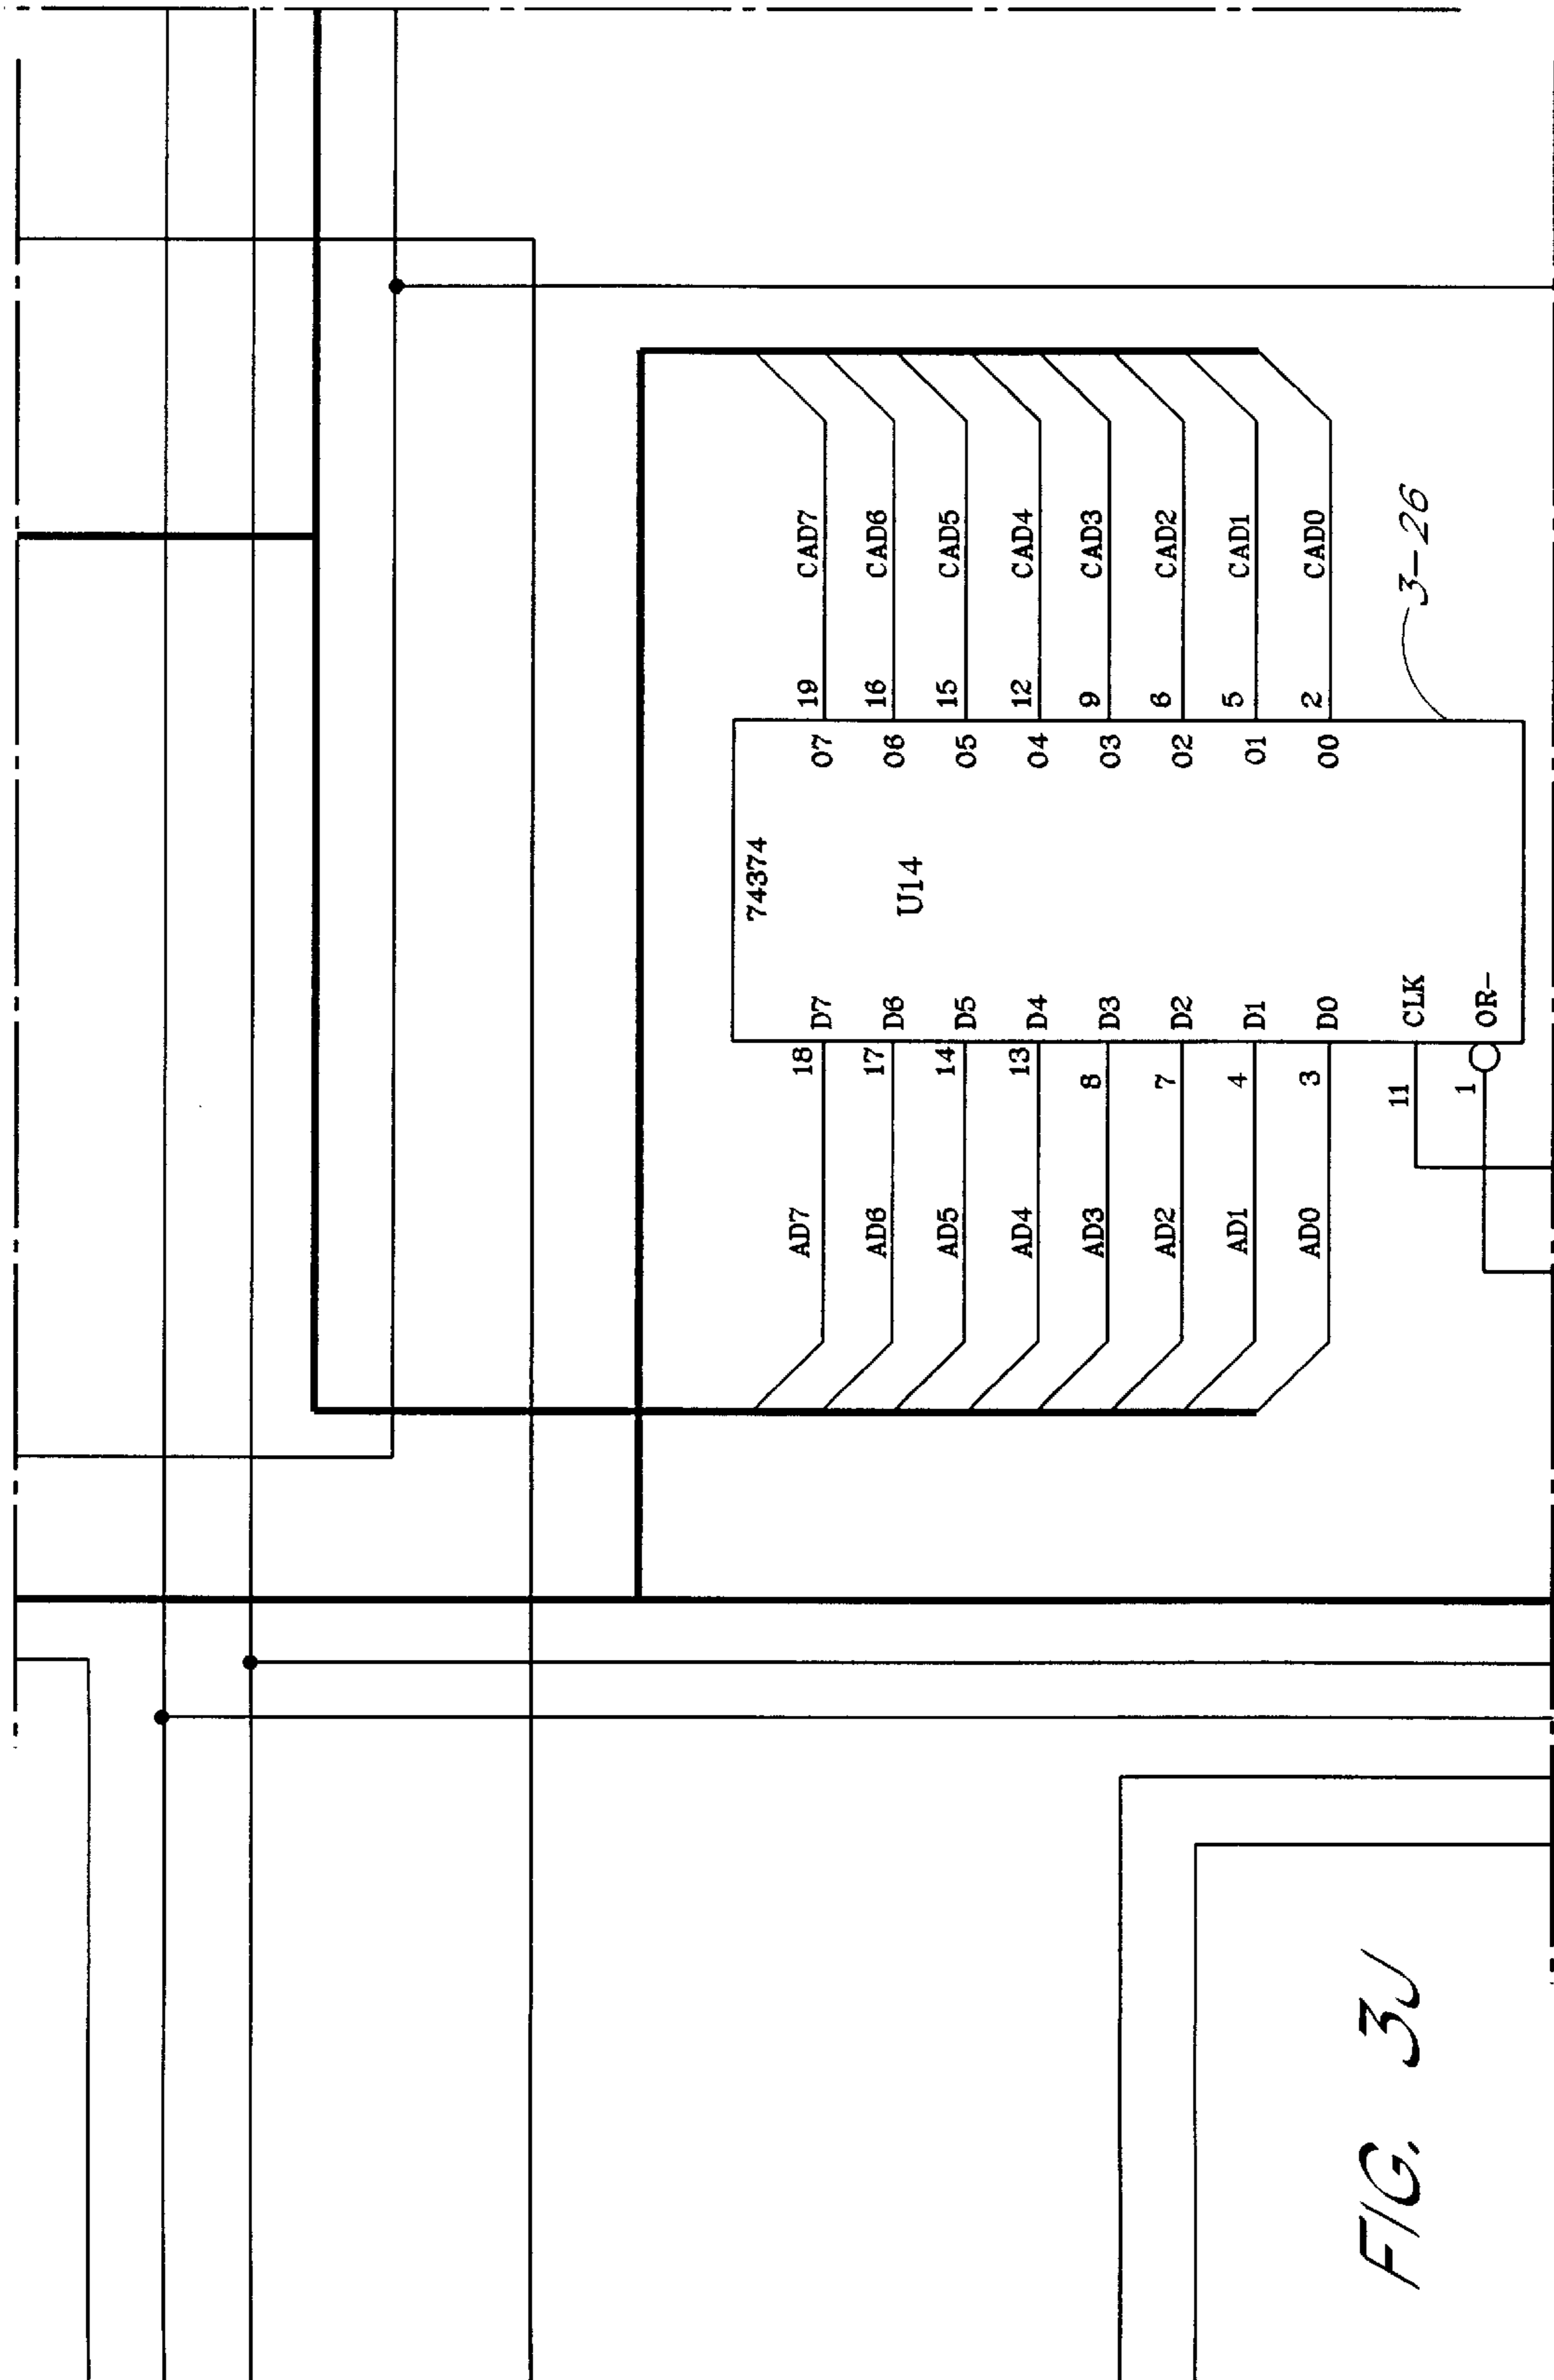 74374
U14
AD7 18 D7 O7 19 CAD7
AD6 17 D6 O6 16 CAD6
AD5 14 D5 O5 15 CAD5
AD4 13 D4 O4 12 CAD4
AD3 8 D3 O3 9 CAD3
AD2 7 D2 O2 6 CAD2
AD1 4 D1 O1 5 CAD1
AD0 3 D0 O0 2 CAD0
11 CLK
1 OR-
3-26
FIG. 3J